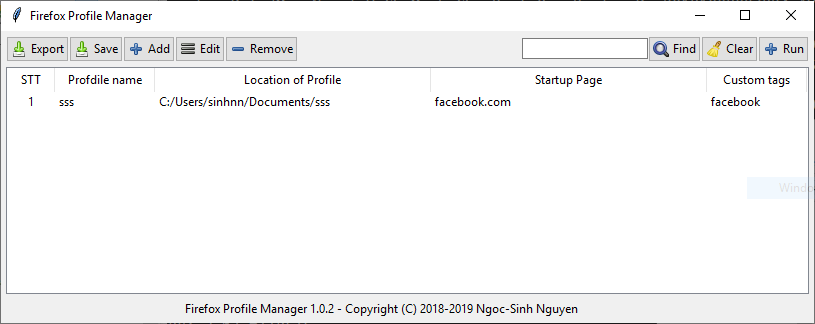 Firefox Profile Manager
Export Save Add Edit Remove Find Clear Run
STT Profdile name Location of Profile Startup Page Custom tags
1 sss C:/Users/sinhnn/Documents/sss facebook.com facebook
Firefox Profile Manager 1.0.2 - Copyright (C) 2018-2019 Ngoc-Sinh Nguyen